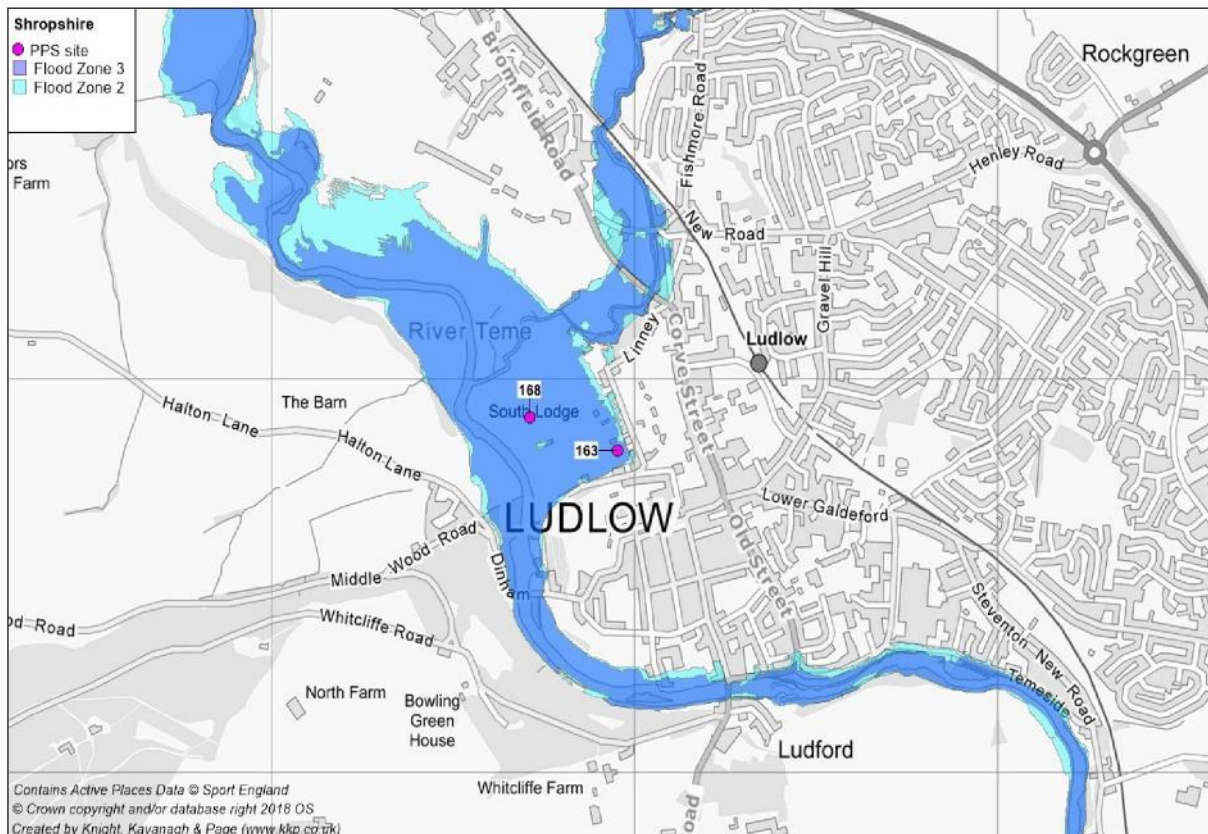 Shropshire
PPS site
Flood Zone 3
Flood Zone 2
Rockgreen
Bromfield Road
Fishmore Road
Henley Road
Farm
New Road
Gravel Hill
River Teme
Linney
Corve Street
Ludlow
168
South Lodge
The Barn
Halton Lane
Halton Lane
163
LUDLOW
Lower Galdeford
Old Street
Middle Wood Road
Dinham
Road
Whitcliffe Road
Steventon New Road
Temeside
North Farm
Bowling
Green
House
Ludford
Whitcliffe Farm
Road
Contains Active Places Data © Sport England
© Crown copyright and/or database right 2018 OS
Created by Knight, Kavanagh & Page (www.kkp.co.uk)